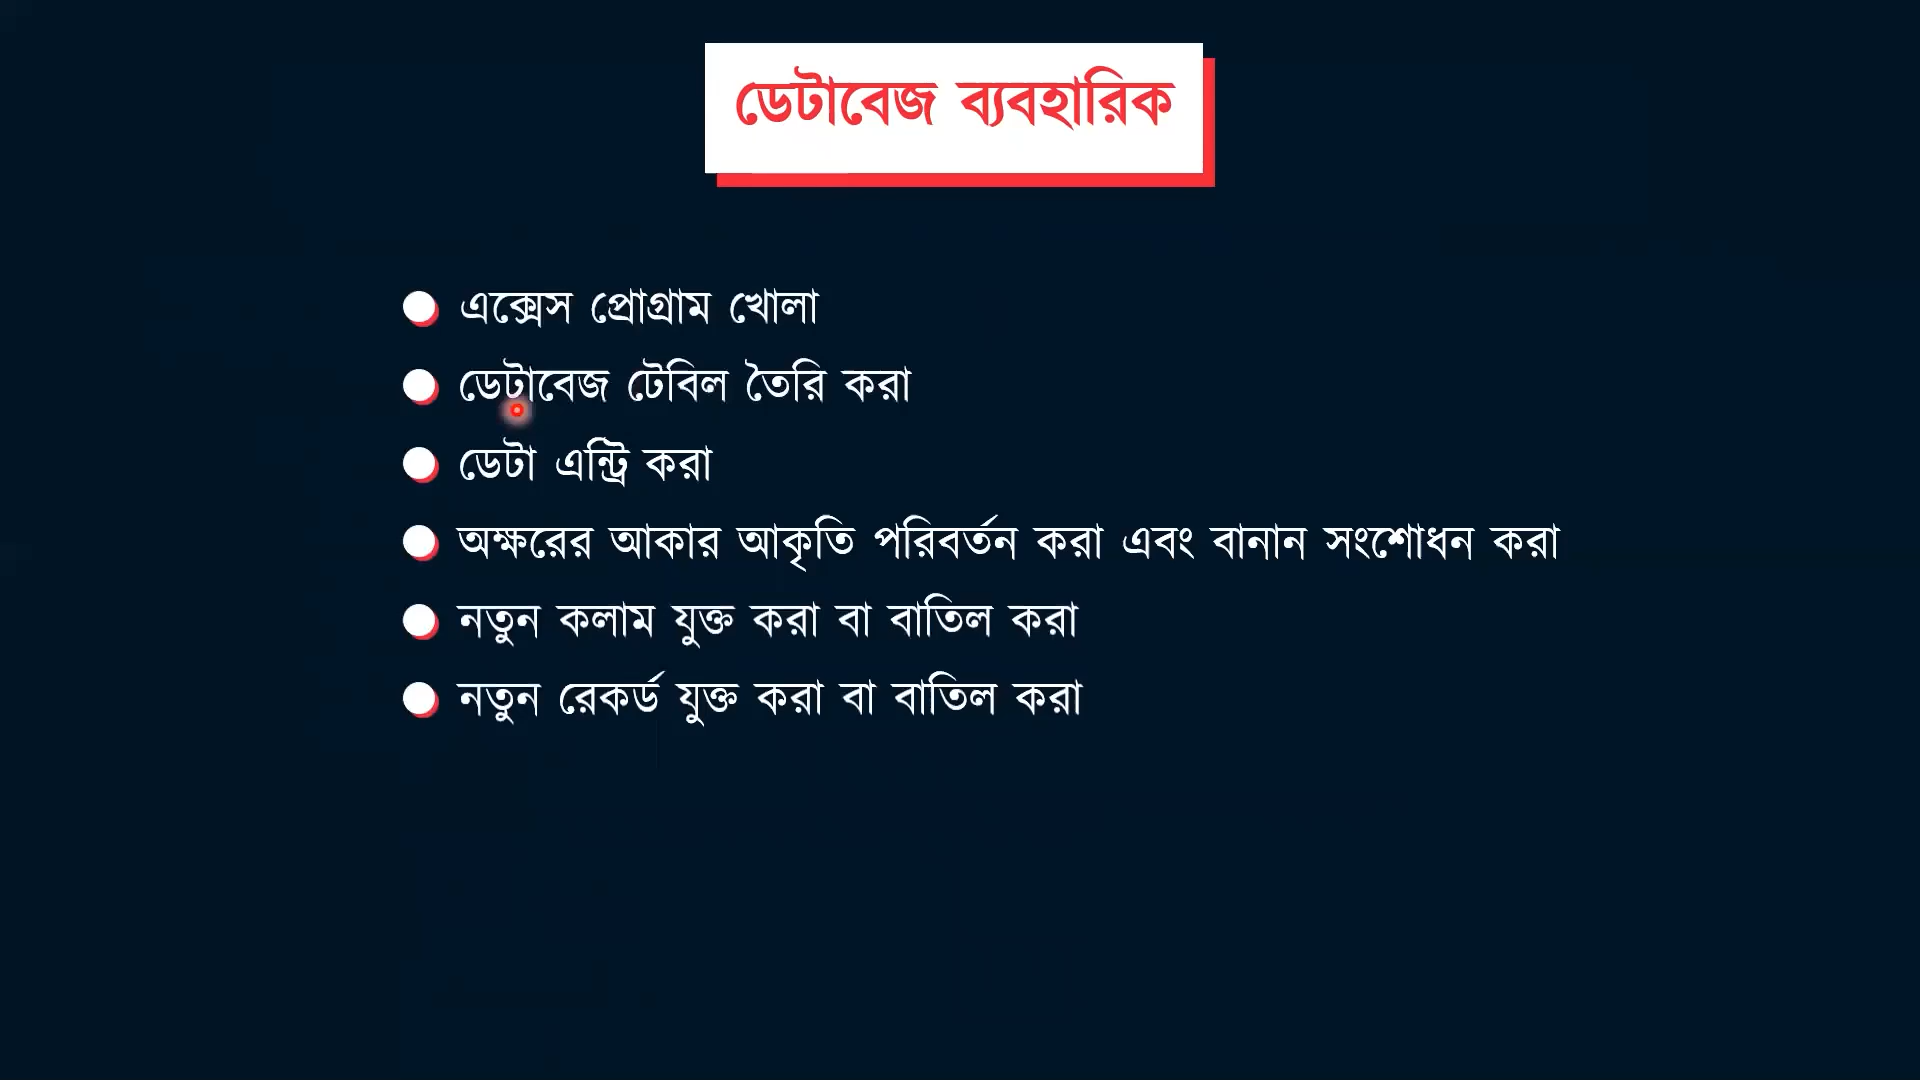 ডেটাবেজ ব্যবহারিক
এক্সেস প্রোগ্রাম খোলা
ডেটাবেজ টেবিল তৈরি করা
ডেটা এন্ট্রি করা
অক্ষরের আকার আকৃতি পরিবর্তন করা এবং বানান সংশোধন করা
নতুন কলাম যুক্ত করা বা বাতিল করা
নতুন রেকর্ড যুক্ত করা বা বাতিল করা